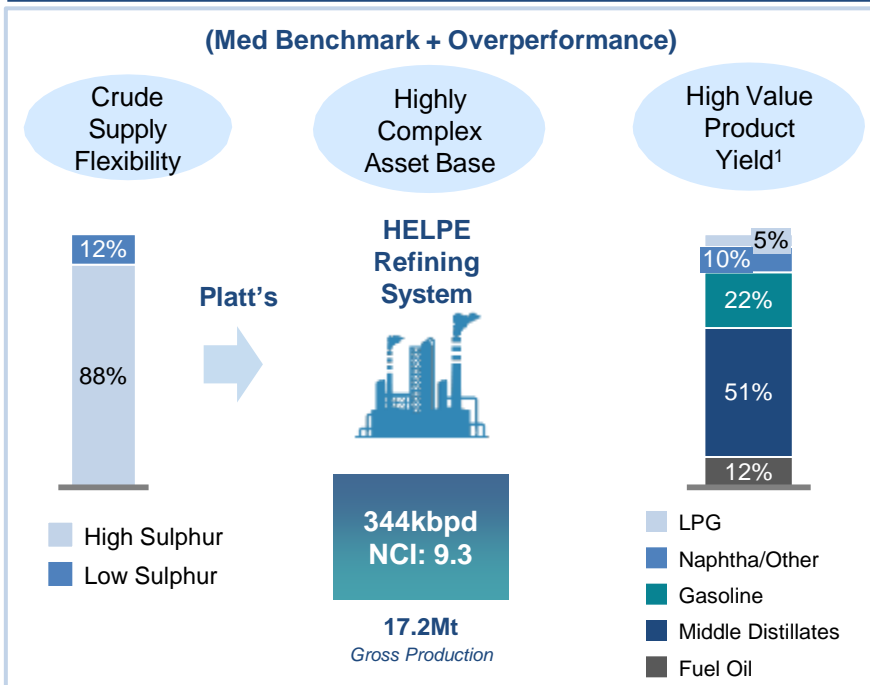 (Med Benchmark + Overperformance)
Crude
Supply
Flexibility
Highly
Complex
Asset Base
High Value
Product
Yield¹
12%
88%
High Sulphur
Low Sulphur
Platt's
HELPE
Refining
System
344kbpd
NCI: 9.3
17.2Mt
Gross Production
5%
10%
22%
51%
12%
LPG
Naphtha/Other
Gasoline
Middle Distillates
Fuel Oil